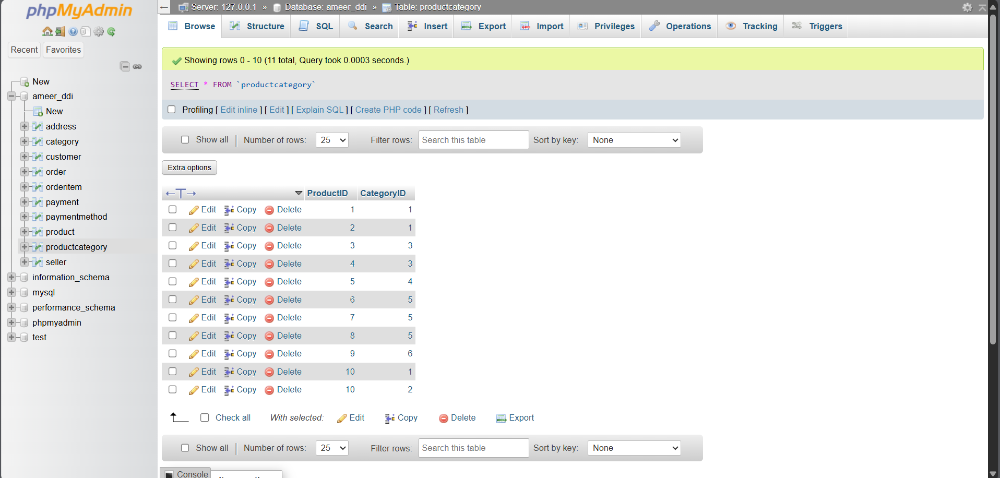 phpMyAdmin
Recent Favorites
New
ameer_ddi
New
address
category
customer
order
orderitem
payment
paymentmethod
product
productcategory
seller
information_schema
mysql
performance_schema
phpmyadmin
test
Server: 127.0.0.1 » Database: ameer_ddi » Table: productcategory
Browse Structure SQL Search Insert Export Import Privileges Operations Tracking Triggers
Showing rows 0 - 10 (11 total, Query took 0.0003 seconds.)
SELECT * FROM `productcategory`
Profiling [ Edit inline ] [ Edit ] [ Explain SQL ] [ Create PHP code ] [ Refresh ]
Show all | Number of rows: 25 Filter rows: Search this table Sort by key: None
Extra options
←T→ ProductID CategoryID
Edit Copy Delete 1 1
Edit Copy Delete 2 1
Edit Copy Delete 3 3
Edit Copy Delete 4 3
Edit Copy Delete 5 4
Edit Copy Delete 6 5
Edit Copy Delete 7 5
Edit Copy Delete 8 5
Edit Copy Delete 9 6
Edit Copy Delete 10 1
Edit Copy Delete 10 2
Check all With selected: Edit Copy Delete Export
Show all | Number of rows: 25 Filter rows: Search this table Sort by key: None
Console